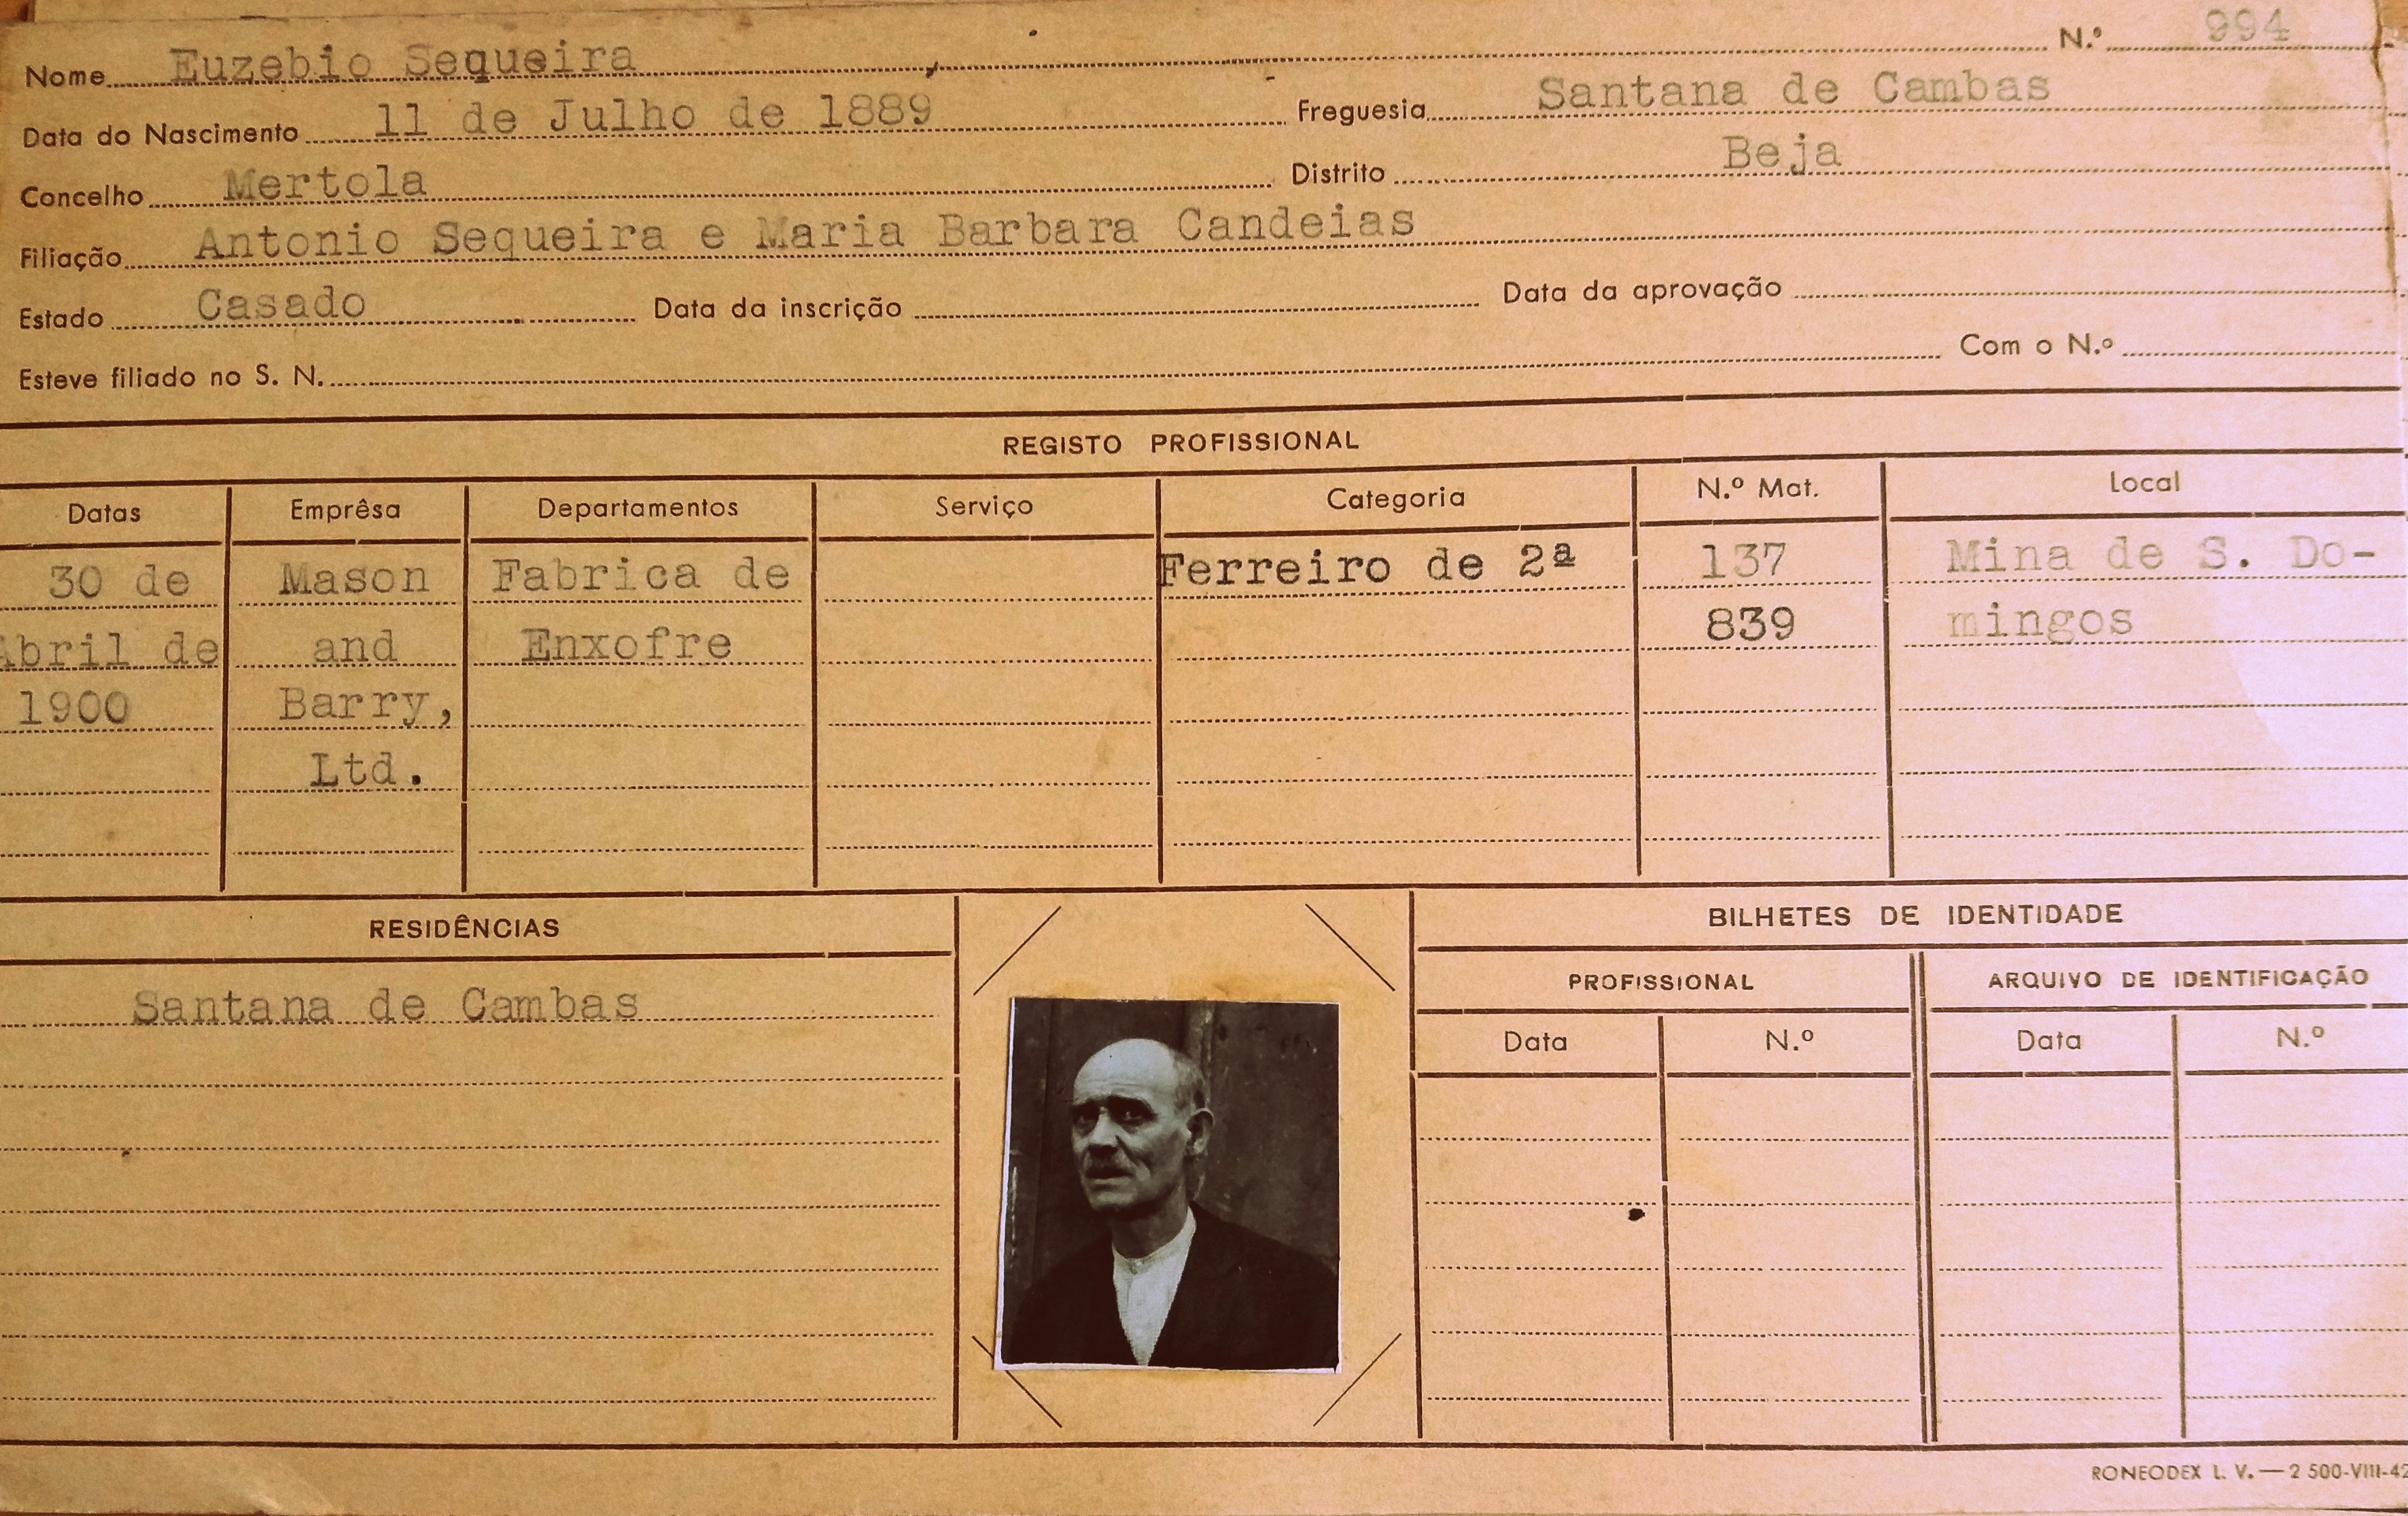 Nome Euzebio Sequeira N.º 994
Data do Nascimento 11 de Julho de 1889 Freguesia Santana de Cambas
Concelho Mertola Distrito Beja
Filiação Antonio Sequeira e Maria Barbara Candeias
Estado Casado Data da inscrição Data da aprovação
Esteve filiado no S. N. Com o N.º
REGISTO PROFISSIONAL
Datas Emprêsa Departamentos Serviço Categoria N.º Mat. Local
30 de Mason Fabrica de Ferreiro de 2ª 137 Mina de S. Do-
Abril de and Enxofre 839 mingos
1900 Barry,
Ltd.
RESIDÊNCIAS BILHETES DE IDENTIDADE
PROFISSIONAL ARQUIVO DE IDENTIFICAÇÃO
Santana de Cambas
Data N.º Data N.º
RONEODEX L. V. — 2 500-VIII-42